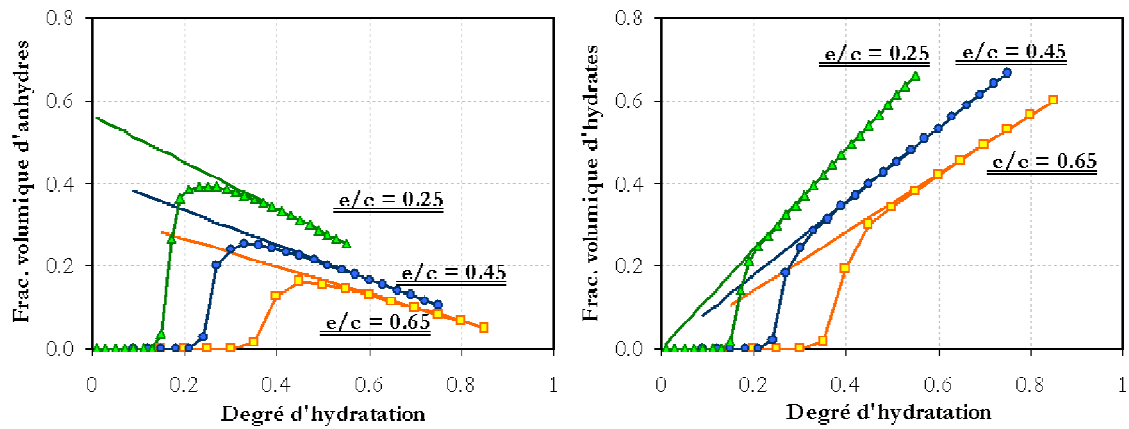 Frac. volumique d'anhydres
0.8
0.6
0.4
0.2
0.0
0
0.2
0.4
0.6
0.8
1
Degré d'hydratation
e/c = 0.25
e/c = 0.45
e/c = 0.65
Frac. volumique d'hydrates
0.8
0.6
0.4
0.2
0.0
0
0.2
0.4
0.6
0.8
1
Degré d'hydratation
e/c = 0.25
e/c = 0.45
e/c = 0.65